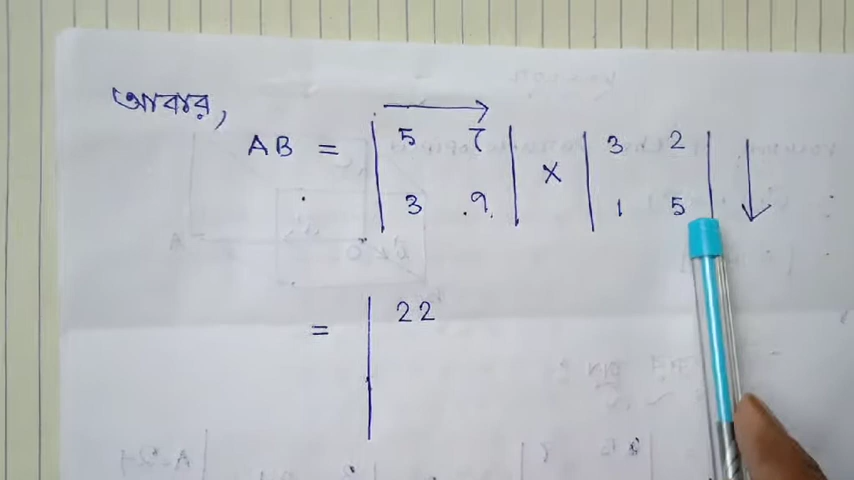 আবার,
AB = | 5 7 | × | 3 2 |
| 3 9 | | 1 5 |
= | 22